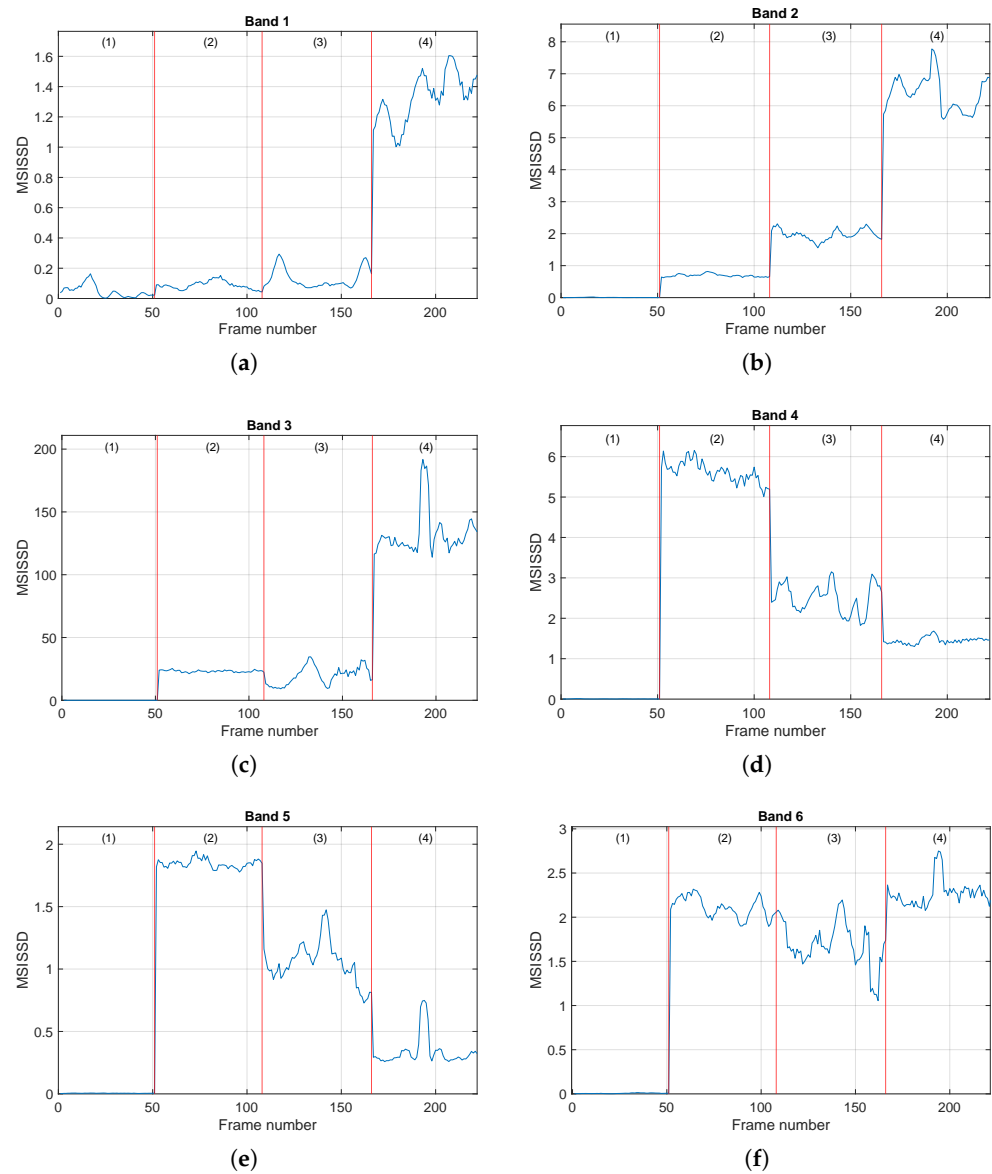 Band 1
(1) (2) (3) (4)
MSISSD
1.6
1.4
1.2
1
0.8
0.6
0.4
0.2
0
0 50 100 150 200
Frame number
(a)
Band 2
(1) (2) (3) (4)
MSISSD
8
7
6
5
4
3
2
1
0
0 50 100 150 200
Frame number
(b)
Band 3
(1) (2) (3) (4)
MSISSD
200
150
100
50
0
0 50 100 150 200
Frame number
(c)
Band 4
(1) (2) (3) (4)
MSISSD
6
5
4
3
2
1
0
0 50 100 150 200
Frame number
(d)
Band 5
(1) (2) (3) (4)
MSISSD
2
1.5
1
0.5
0
0 50 100 150 200
Frame number
(e)
Band 6
(1) (2) (3) (4)
MSISSD
3
2.5
2
1.5
1
0.5
0
0 50 100 150 200
Frame number
(f)